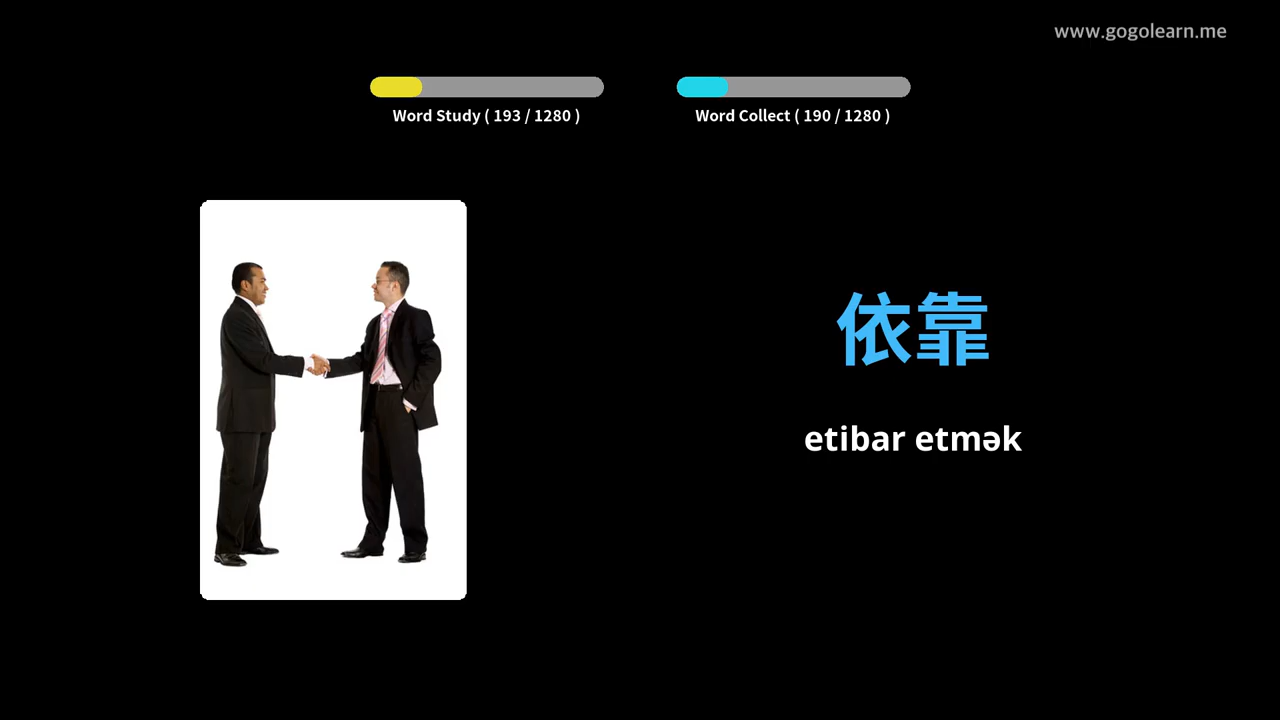 www.gogolearn.me
Word Study ( 193 / 1280 )
Word Collect ( 190 / 1280 )
依靠
etibar etmək